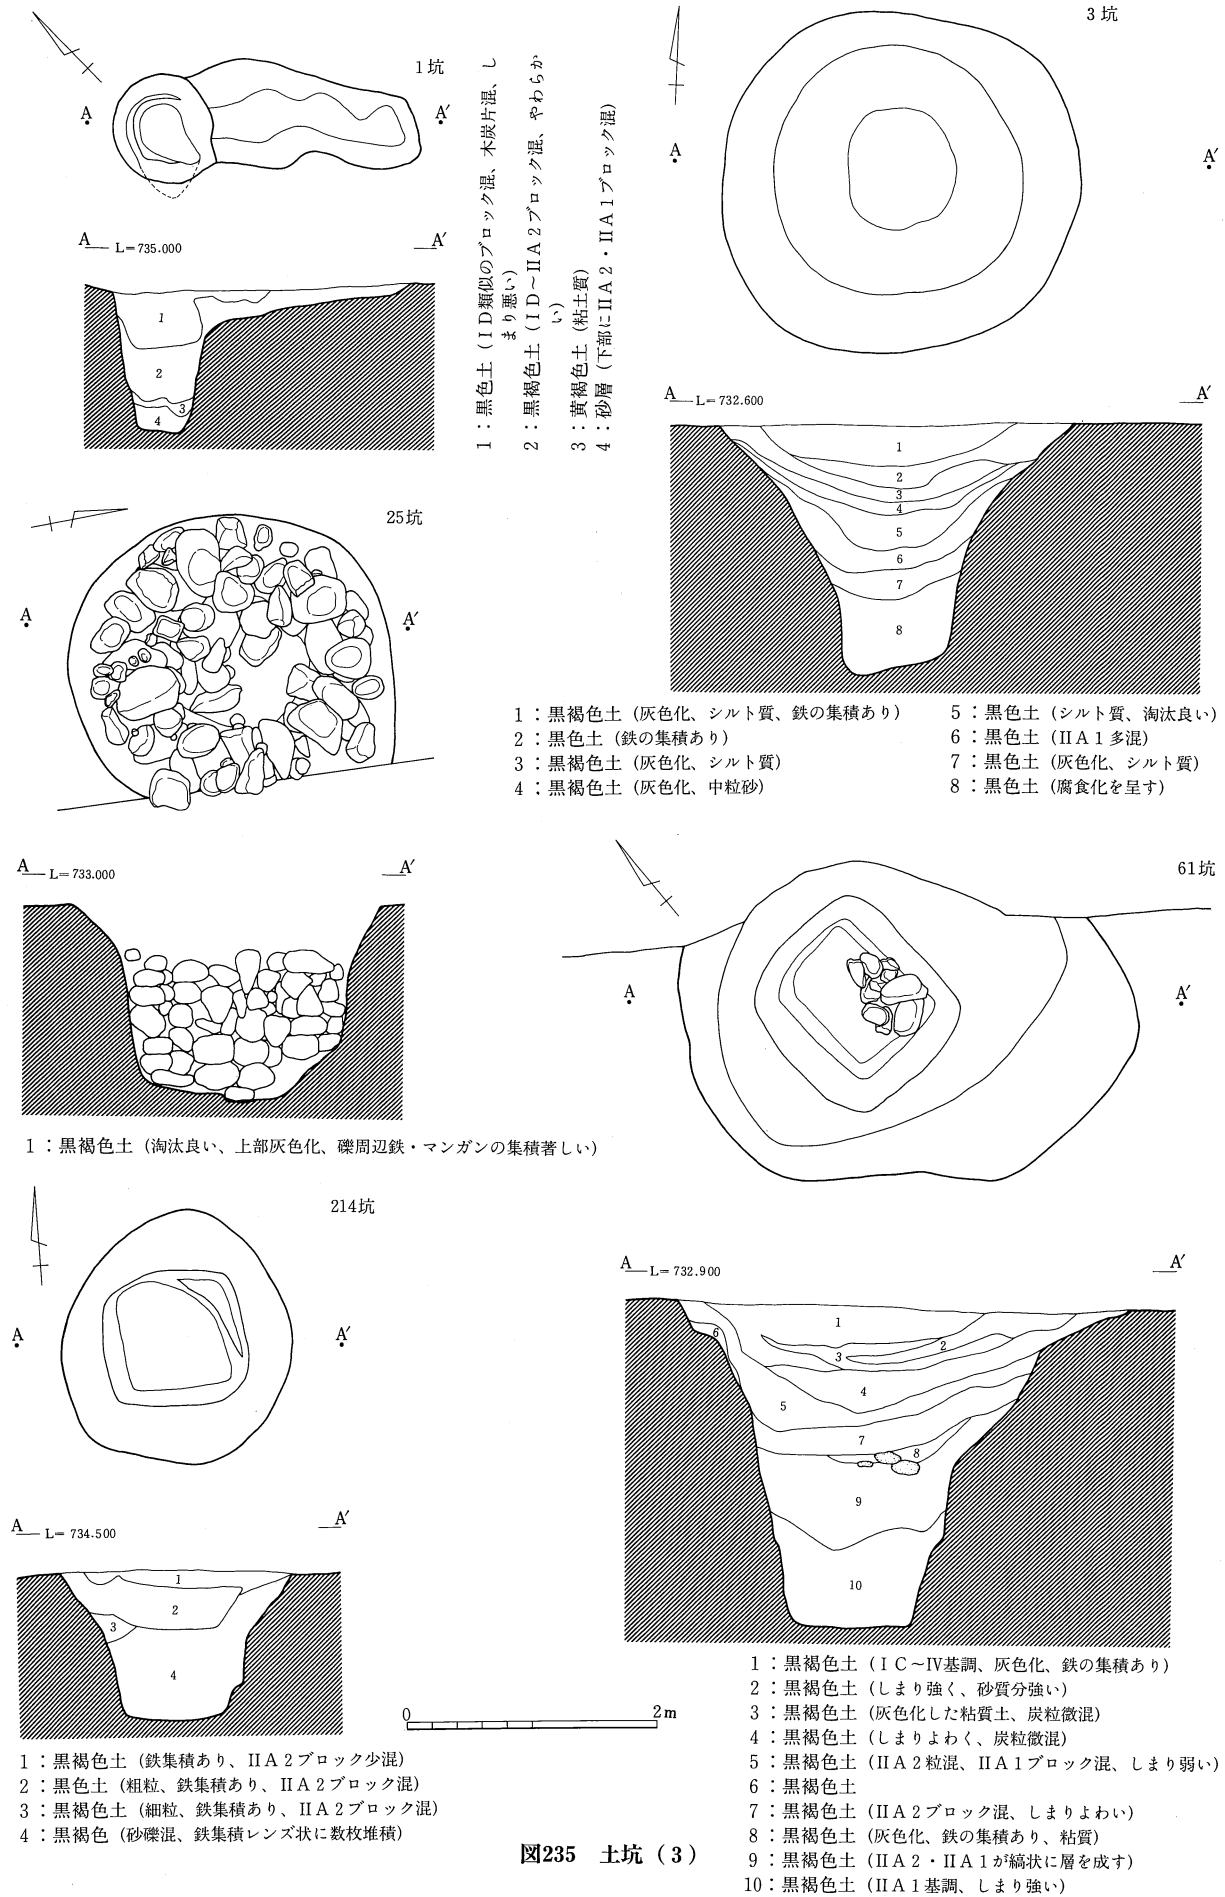 1坑
A
A′
A
L=735.000
A′
1
2
3
4
1：黒色土（ⅠD類似のブロック混、木炭片混、し
まり悪い）
2：黒褐色土（ⅠD～ⅡA2ブロック混、やわらか
い）
3：黄褐色土（粘土質）
4：砂層（下部にⅡA2・ⅡA1ブロック混）
3坑
A
A′
A
L=732.600
A′
1
2
3
4
5
6
7
8
1：黒褐色土（灰色化、シルト質、鉄の集積あり）
2：黒色土（鉄の集積あり）
3：黒褐色土（灰色化、シルト質）
4：黒褐色土（灰色化、中粒砂）
5：黒色土（シルト質、淘汰良い）
6：黒色土（ⅡA1多混）
7：黒色土（灰色化、シルト質）
8：黒色土（腐食化を呈す）
25坑
A
A′
A
L=733.000
A′
1：黒褐色土（淘汰良い、上部灰色化、礫周辺鉄・マンガンの集積著しい）
61坑
A
A′
A
L=732.900
A′
1
2
3
4
5
6
7
8
9
10
1：黒褐色土（ⅠC～Ⅳ基調、灰色化、鉄の集積あり）
2：黒褐色土（しまり強く、砂質分強い）
3：黒褐色土（灰色化した粘質土、炭粒微混）
4：黒褐色土（しまりよわく、炭粒微混）
5：黒褐色土（ⅡA2粒混、ⅡA1ブロック混、しまり弱い）
6：黒褐色土
7：黒褐色土（ⅡA2ブロック混、しまりよわい）
8：黒褐色土（灰色化、鉄の集積あり、粘質）
9：黒褐色土（ⅡA2・ⅡA1が縞状に層を成す）
10：黒褐色土（ⅡA1基調、しまり強い）
214坑
A
A′
A
L=734.500
A′
1
2
3
4
1：黒褐色土（鉄集積あり、ⅡA2ブロック少混）
2：黒色土（粗粒、鉄集積あり、ⅡA2ブロック混）
3：黒褐色土（細粒、鉄集積あり、ⅡA2ブロック混）
4：黒褐色（砂礫混、鉄集積レンズ状に数枚堆積）
0 2m
図235 土坑（3）